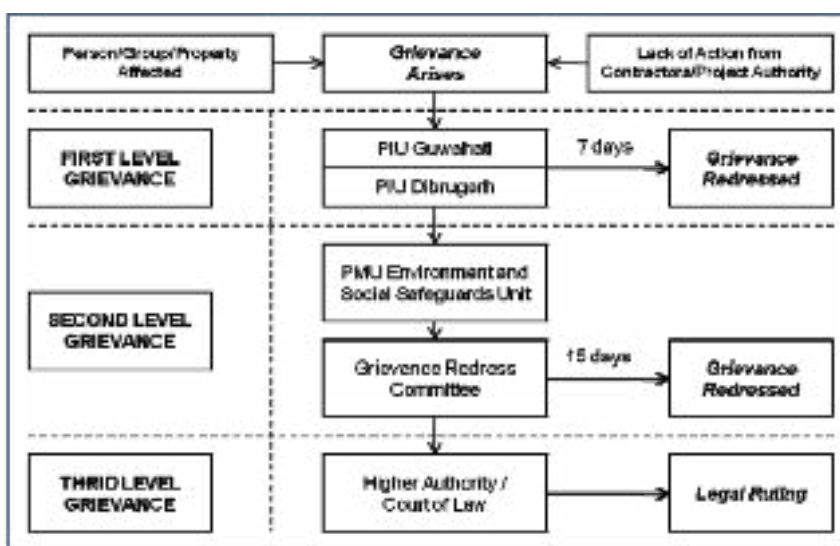 Person/Group/Property
Affected
Grievance
Arises
Lack of Action from
Contractors/Project Authority
FIRST LEVEL
GRIEVANCE
PIU Guwahati
PIU Dibrugarh
7 days
Grievance
Redressed
SECOND LEVEL
GRIEVANCE
PMU Environment and
Social Safeguards Unit
Grievance Redress
Committee
15 days
Grievance
Redressed
THRID LEVEL
GRIEVANCE
Higher Authority /
Court of Law
Legal Ruling